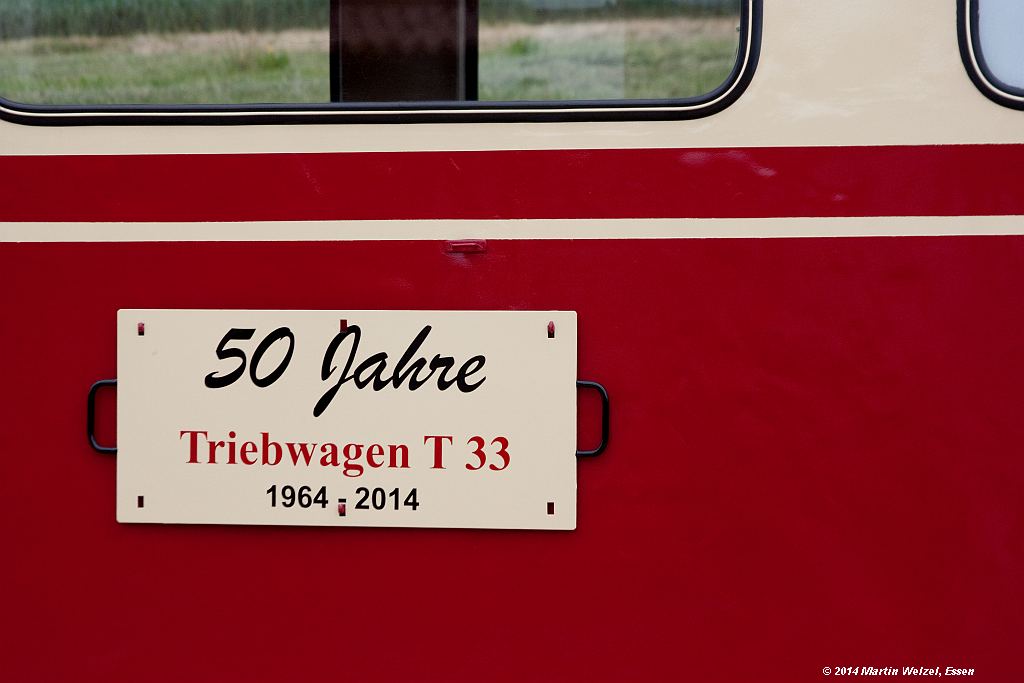 50 Jahre
Triebwagen T 33
1964 - 2014
© 2014 Martin Welzel, Essen